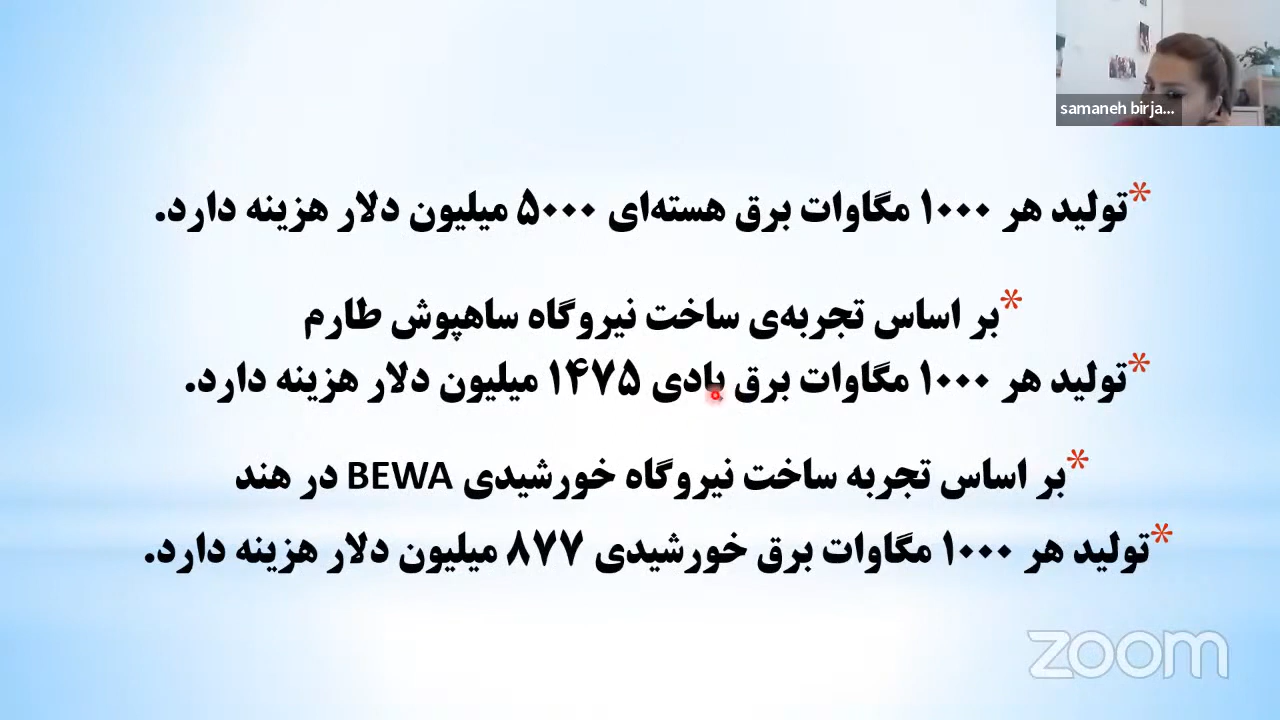 samaneh birja...
*تولید هر ۱۰۰۰ مگاوات برق هسته‌ای ۵۰۰۰ میلیون دلار هزینه دارد.
*بر اساس تجربه‌ی ساخت نیروگاه ساهپوش طارم
*تولید هر ۱۰۰۰ مگاوات برق بادی ۱۴۷۵ میلیون دلار هزینه دارد.
*بر اساس تجربه ساخت نیروگاه خورشیدی BEWA در هند
*تولید هر ۱۰۰۰ مگاوات برق خورشیدی ۸۷۷ میلیون دلار هزینه دارد.
zoom